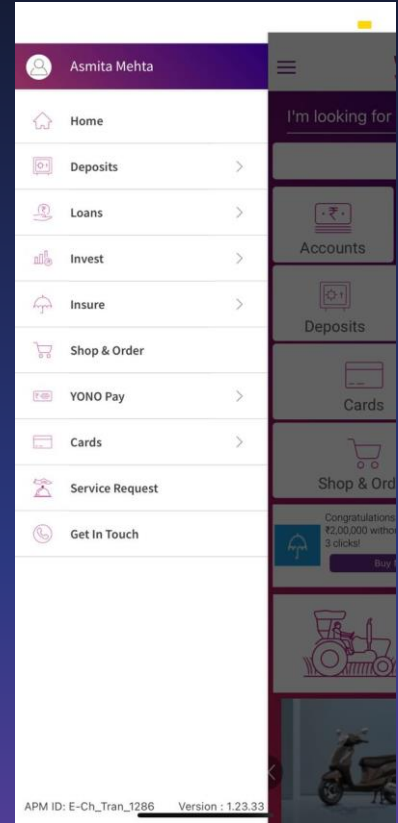 Asmita Mehta
Home
Deposits
Loans
Invest
Insure
Shop & Order
YONO Pay
Cards
Service Request
Get In Touch
APM ID: E-Ch_Tran_1286 Version : 1.23.33
I'm looking for
Accounts
Deposits
Cards
Shop & Ord
Congratulations
₹2,00,000 witho
3 clicks!
Buy